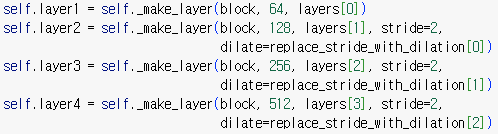 self.layer1 = self._make_layer(block, 64, layers[0])
self.layer2 = self._make_layer(block, 128, layers[1], stride=2,
                               dilate=replace_stride_with_dilation[0])
self.layer3 = self._make_layer(block, 256, layers[2], stride=2,
                               dilate=replace_stride_with_dilation[1])
self.layer4 = self._make_layer(block, 512, layers[3], stride=2,
                               dilate=replace_stride_with_dilation[2])